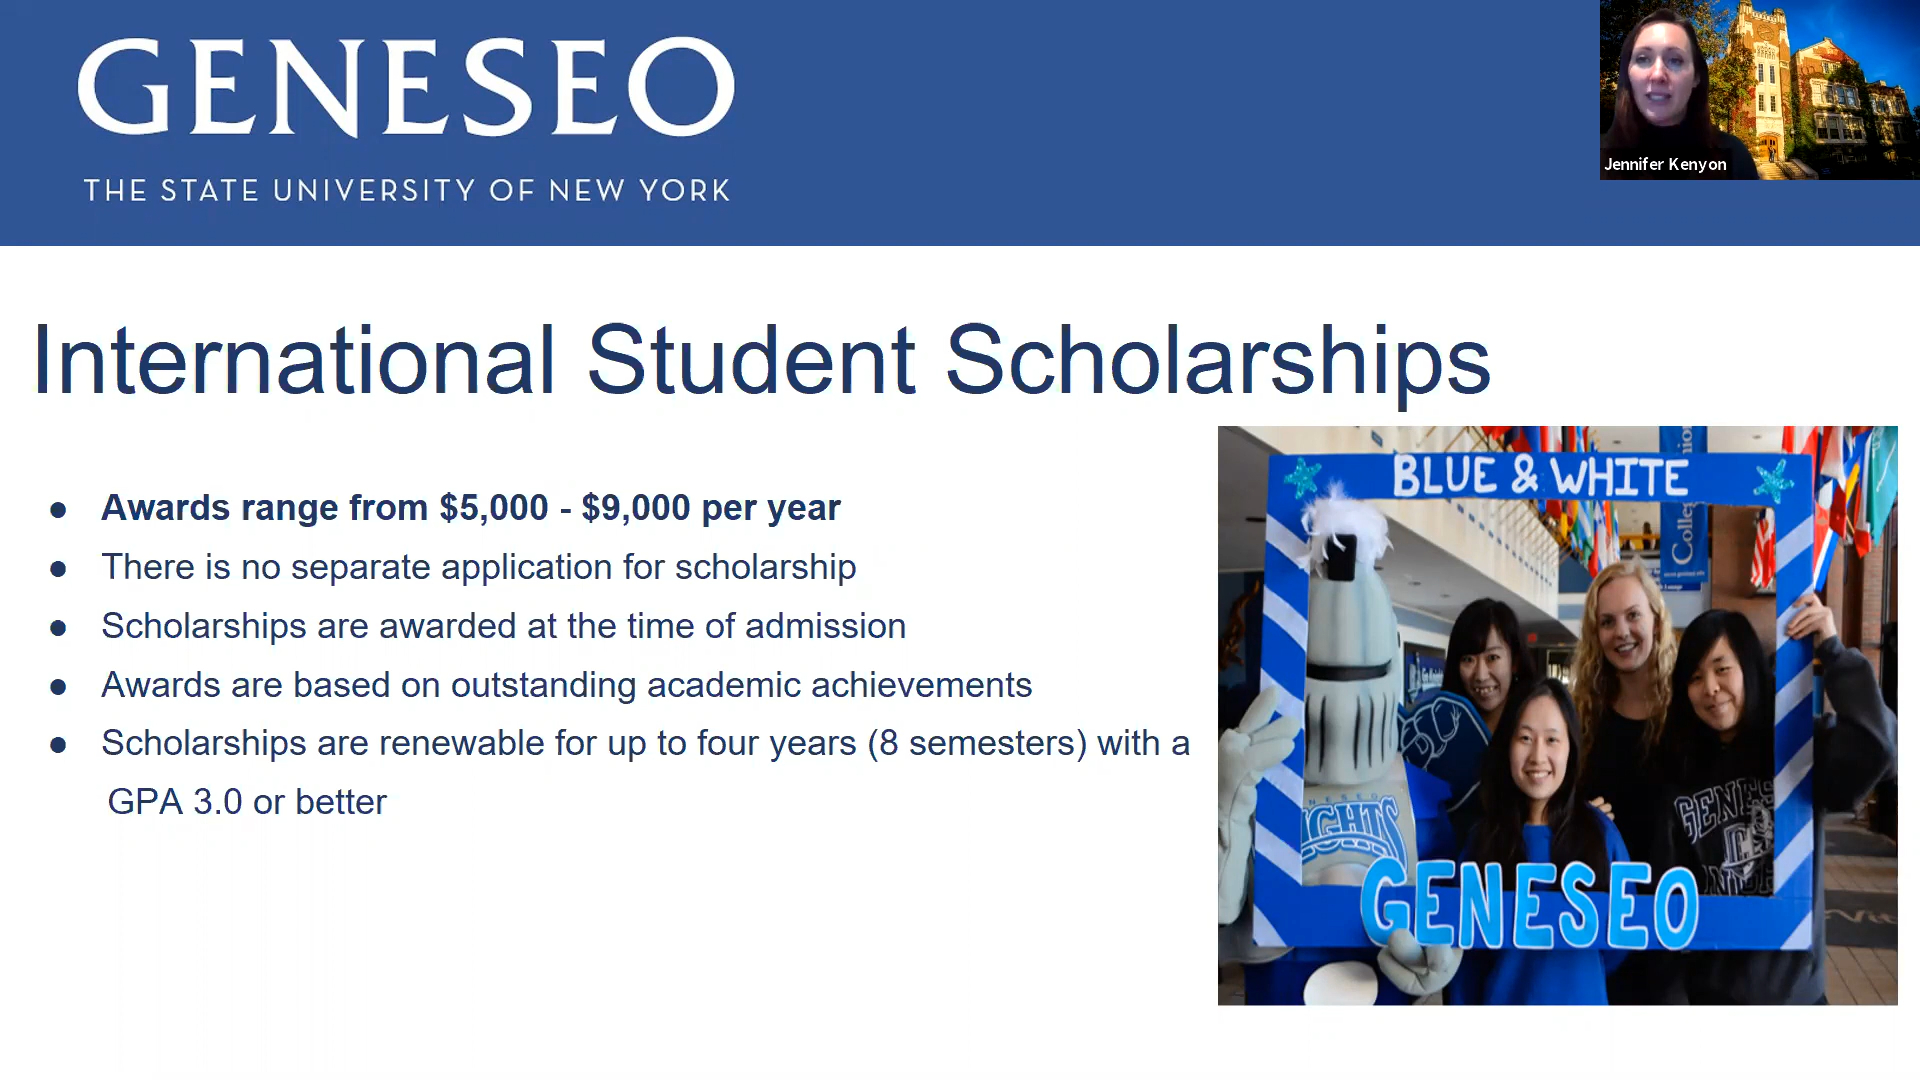 GENESEO
THE STATE UNIVERSITY OF NEW YORK
Jennifer Kenyon
International Student Scholarships
● Awards range from $5,000 - $9,000 per year
● There is no separate application for scholarship
● Scholarships are awarded at the time of admission
● Awards are based on outstanding academic achievements
● Scholarships are renewable for up to four years (8 semesters) with a
GPA 3.0 or better
BLUE & WHITE
GENESEO